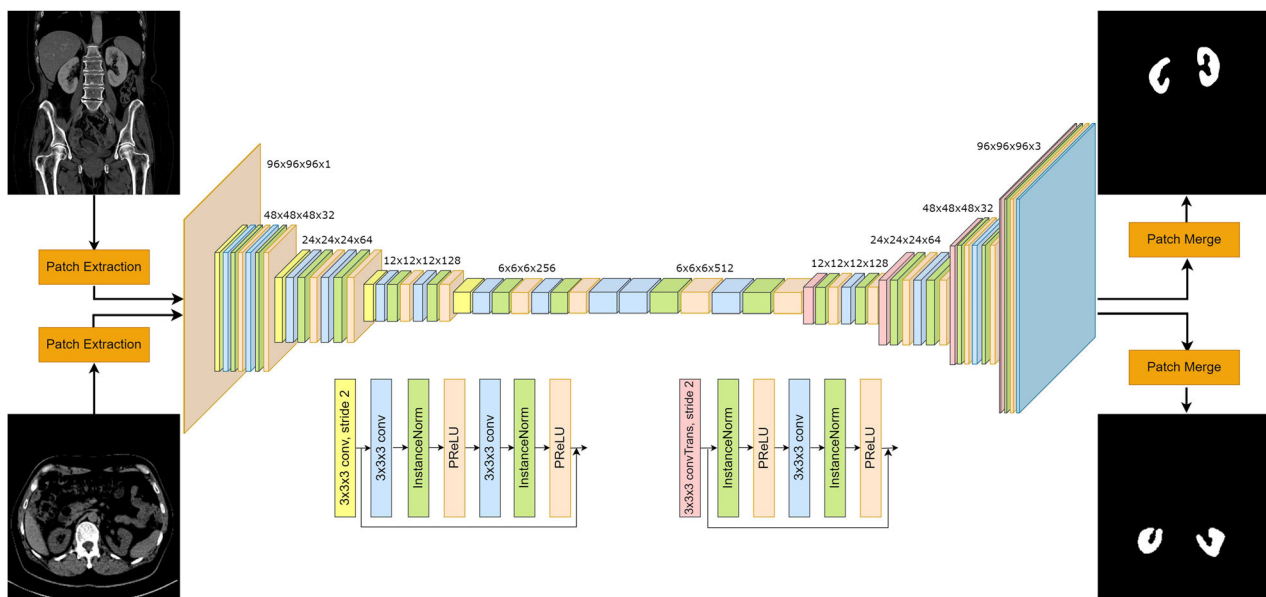 96x96x96x1
48x48x48x32
24x24x24x64
12x12x12x128
6x6x6x256
6x6x6x512
12x12x12x128
24x24x24x64
48x48x48x32
96x96x96x3
Patch Extraction
Patch Extraction
Patch Merge
Patch Merge
3x3x3 conv, stride 2
3x3x3 conv
InstanceNorm
PReLU
3x3x3 conv
InstanceNorm
PReLU
3x3x3 convTrans, stride 2
InstanceNorm
PReLU
3x3x3 conv
InstanceNorm
PReLU